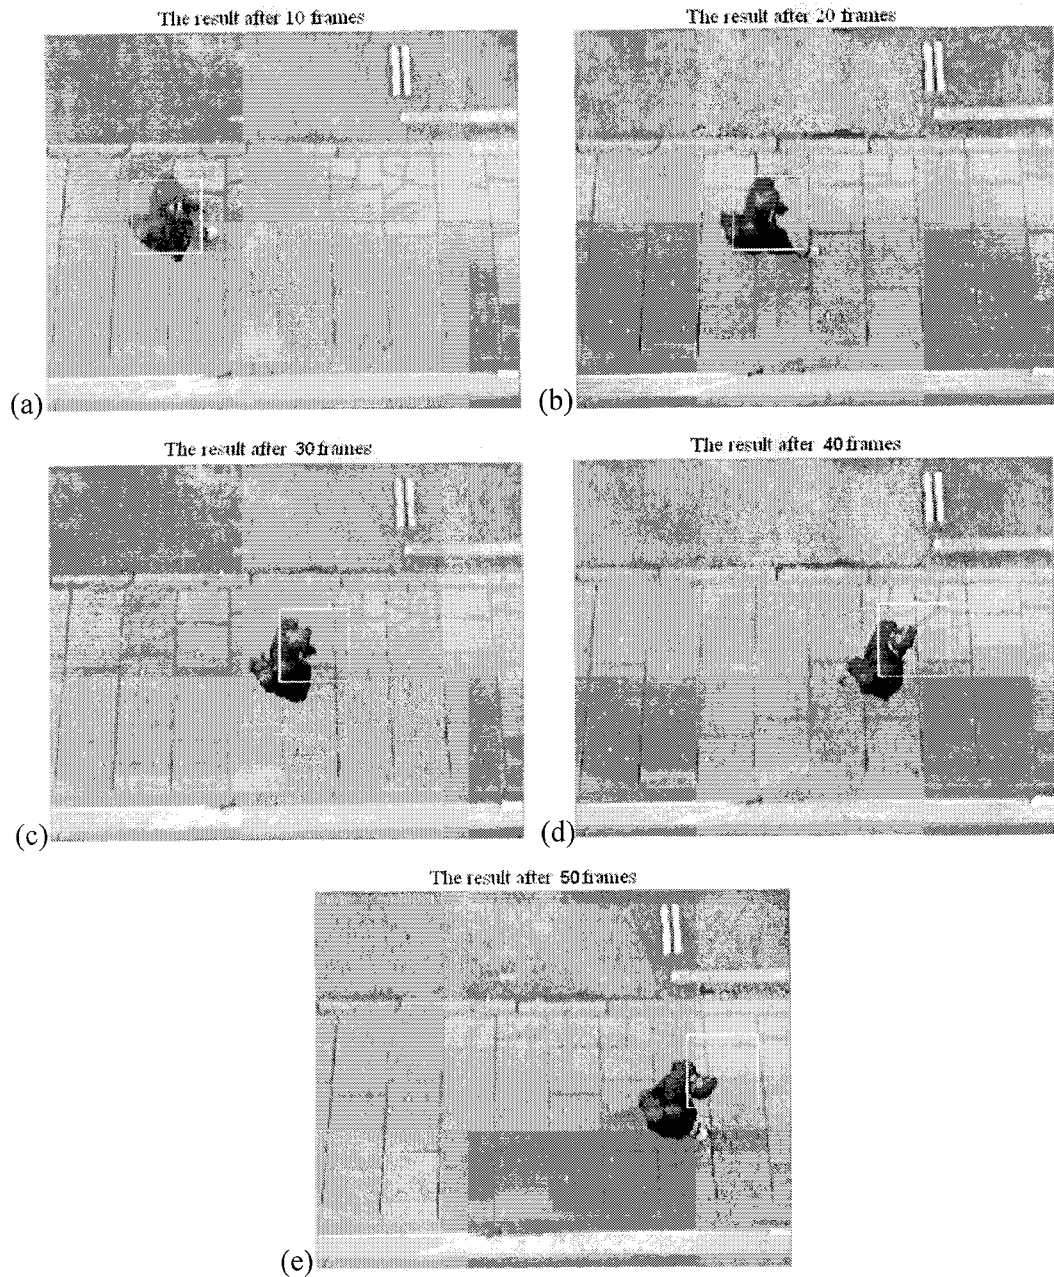 The result after 10 frames
The result after 20 frames
(a)
(b)
The result after 30 frames
The result after 40 frames
(c)
(d)
The result after 50 frames
(e)